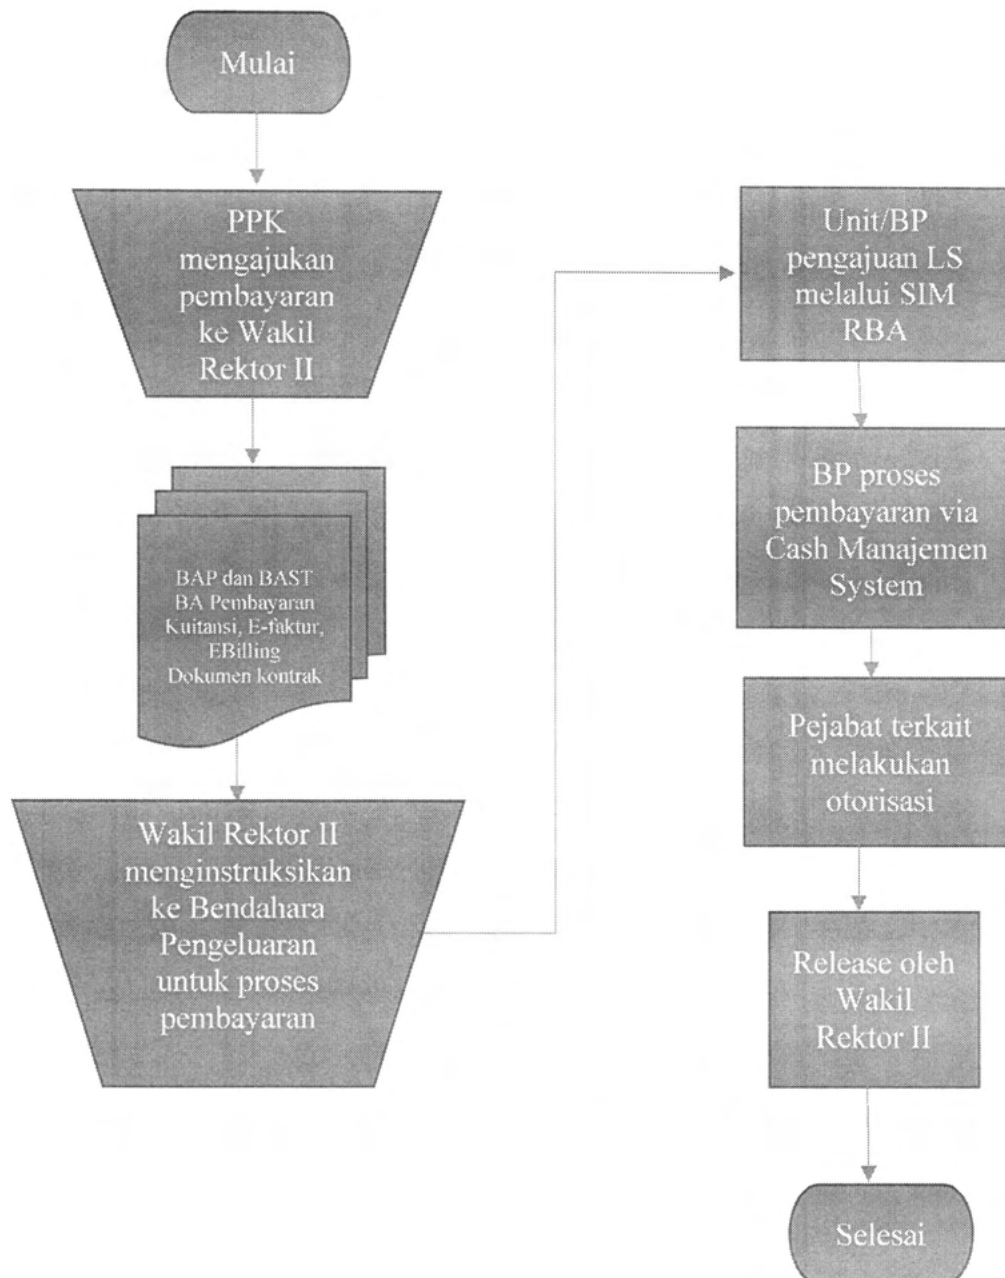 Mulai
PPK
mengajukan
pembayaran
ke Wakil
Rektor II
BAP dan BAST
BA Pembayaran
Kuitansi, E-faktur,
EBilling
Dokumen kontrak
Wakil Rektor II
menginstruksikan
ke Bendahara
Pengeluaran
untuk proses
pembayaran
Unit/BP
pengajuan LS
melalui SIM
RBA
BP proses
pembayaran via
Cash Manajemen
System
Pejabat terkait
melakukan
otorisasi
Release oleh
Wakil
Rektor II
Selesai